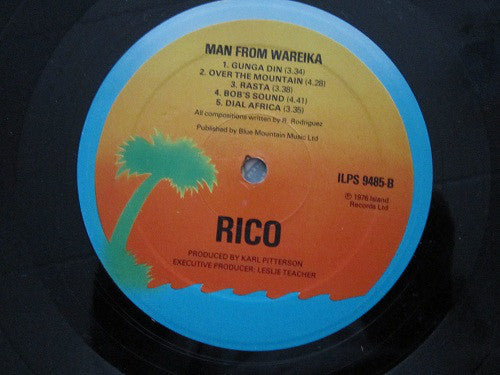 MAN FROM WAREIKA
1. GUNGA DIN (3.34)
2. OVER THE MOUNTAIN (4.28)
3. RASTA (3.38)
4. BOB'S SOUND (4.41)
5. DIAL AFRICA (3.35)
All compositions written by R. Rodriguez
Published by Blue Mountain Music Ltd
ILPS 9485-B
℗ 1976 Island
Records Ltd
RICO
PRODUCED BY KARL PITTERSON
EXECUTIVE PRODUCER: LESLIE TEACHER